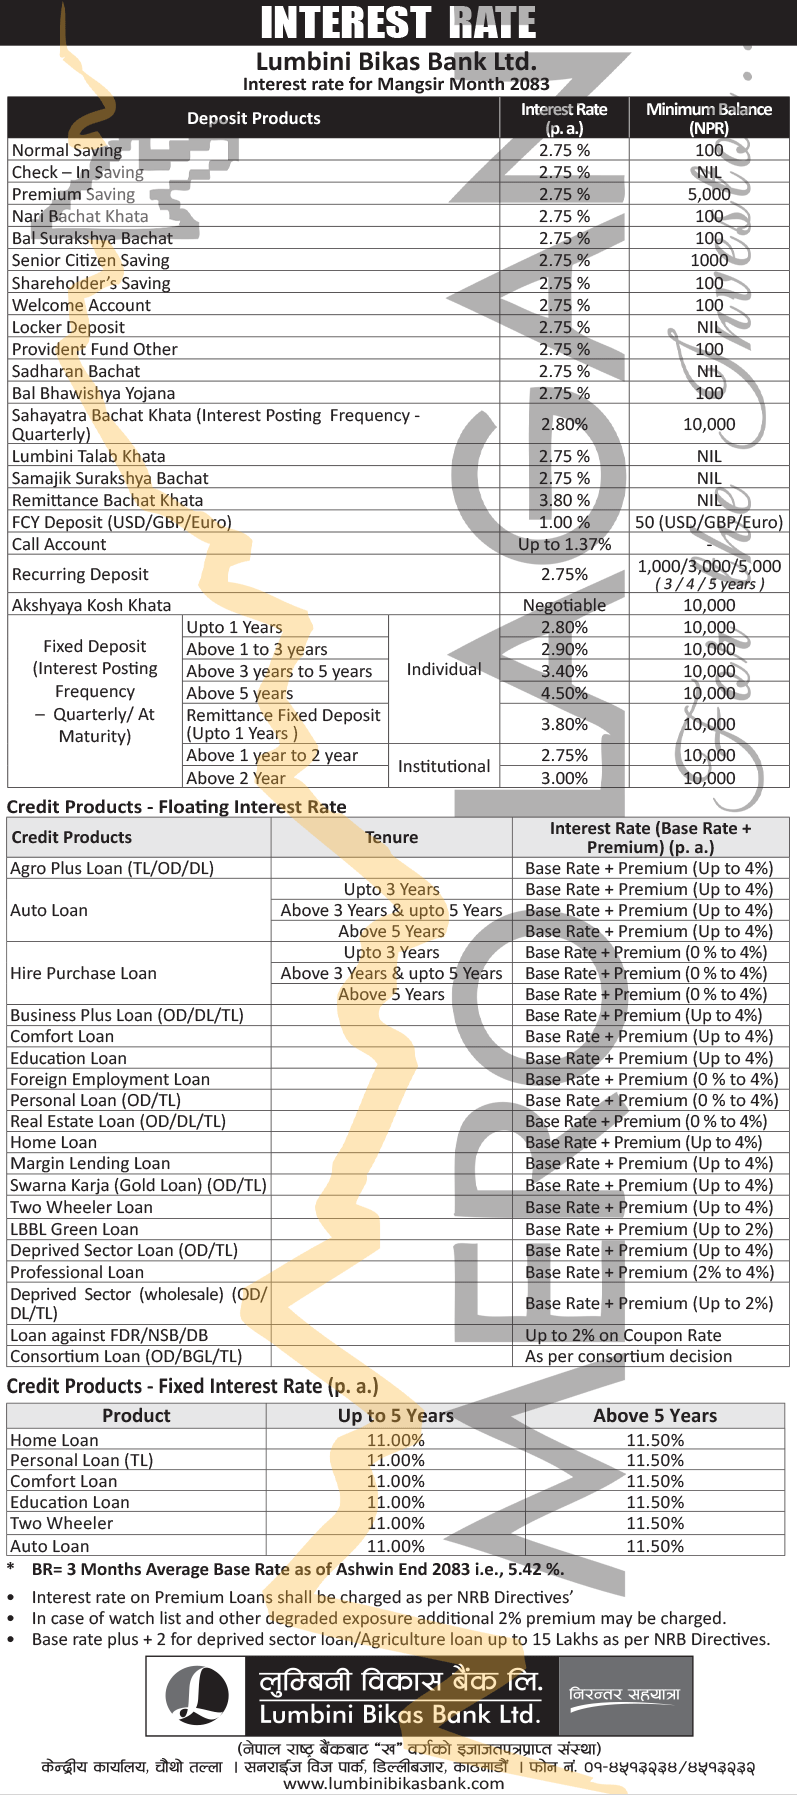 INTEREST RATE
Lumbini Bikas Bank Ltd.
Interest rate for Mangsir Month 2083
Deposit Products Interest Rate (p. a.) Minimum Balance (NPR)
Normal Saving 2.75 % 100
Check – In Saving 2.75 % NIL
Premium Saving 2.75 % 5,000
Nari Bachat Khata 2.75 % 100
Bal Surakshya Bachat 2.75 % 100
Senior Citizen Saving 2.75 % 1000
Shareholder's Saving 2.75 % 100
Welcome Account 2.75 % 100
Locker Deposit 2.75 % NIL
Provident Fund Other 2.75 % 100
Sadharan Bachat 2.75 % NIL
Bal Bhawishya Yojana 2.75 % 100
Sahayatra Bachat Khata (Interest Posting Frequency - Quarterly) 2.80% 10,000
Lumbini Talab Khata 2.75 % NIL
Samajik Surakshya Bachat 2.75 % NIL
Remittance Bachat Khata 3.80 % NIL
FCY Deposit (USD/GBP/Euro) 1.00 % 50 (USD/GBP/Euro)
Call Account Up to 1.37% -
Recurring Deposit 2.75% 1,000/3,000/5,000 ( 3 / 4 / 5 years )
Akshyaya Kosh Khata Negotiable 10,000
Fixed Deposit (Interest Posting Frequency – Quarterly/ At Maturity)
Upto 1 Years Individual 2.80% 10,000
Above 1 to 3 years 2.90% 10,000
Above 3 years to 5 years 3.40% 10,000
Above 5 years 4.50% 10,000
Remittance Fixed Deposit (Upto 1 Years ) 3.80% 10,000
Above 1 year to 2 year Institutional 2.75% 10,000
Above 2 Year 3.00% 10,000
Credit Products - Floating Interest Rate
Credit Products Tenure Interest Rate (Base Rate + Premium) (p. a.)
Agro Plus Loan (TL/OD/DL) Base Rate + Premium (Up to 4%)
Auto Loan Upto 3 Years Base Rate + Premium (Up to 4%)
Above 3 Years & upto 5 Years Base Rate + Premium (Up to 4%)
Above 5 Years Base Rate + Premium (Up to 4%)
Hire Purchase Loan Upto 3 Years Base Rate + Premium (0 % to 4%)
Above 3 Years & upto 5 Years Base Rate + Premium (0 % to 4%)
Above 5 Years Base Rate + Premium (0 % to 4%)
Business Plus Loan (OD/DL/TL) Base Rate + Premium (Up to 4%)
Comfort Loan Base Rate + Premium (Up to 4%)
Education Loan Base Rate + Premium (Up to 4%)
Foreign Employment Loan Base Rate + Premium (0 % to 4%)
Personal Loan (OD/TL) Base Rate + Premium (0 % to 4%)
Real Estate Loan (OD/DL/TL) Base Rate + Premium (0 % to 4%)
Home Loan Base Rate + Premium (Up to 4%)
Margin Lending Loan Base Rate + Premium (Up to 4%)
Swarna Karja (Gold Loan) (OD/TL) Base Rate + Premium (Up to 4%)
Two Wheeler Loan Base Rate + Premium (Up to 4%)
LBBL Green Loan Base Rate + Premium (Up to 2%)
Deprived Sector Loan (OD/TL) Base Rate + Premium (Up to 4%)
Professional Loan Base Rate + Premium (2% to 4%)
Deprived Sector (wholesale) (OD/ DL/TL) Base Rate + Premium (Up to 2%)
Loan against FDR/NSB/DB Up to 2% on Coupon Rate
Consortium Loan (OD/BGL/TL) As per consortium decision
Credit Products - Fixed Interest Rate (p. a.)
Product Up to 5 Years Above 5 Years
Home Loan 11.00% 11.50%
Personal Loan (TL) 11.00% 11.50%
Comfort Loan 11.00% 11.50%
Education Loan 11.00% 11.50%
Two Wheeler 11.00% 11.50%
Auto Loan 11.00% 11.50%
* BR= 3 Months Average Base Rate as of Ashwin End 2083 i.e., 5.42 %.
• Interest rate on Premium Loans shall be charged as per NRB Directives'
• In case of watch list and other degraded exposure additional 2% premium may be charged.
• Base rate plus + 2 for deprived sector loan/Agriculture loan up to 15 Lakhs as per NRB Directives.
लुम्बिनी विकास बैंक लि.
Lumbini Bikas Bank Ltd.
निरन्तर सहयात्रा
(नेपाल राष्ट्र बैंकबाट “ख” वर्गको इजाजतपत्रप्राप्त संस्था)
केन्द्रीय कार्यालय, चौथो तल्ला । सनराईज विज पार्क, डिल्लीबजार, काठमाडौं । फोन नं. ०१-४५१३२३४/४५१३२३२
www.lumbinibikasbank.com
MERO LAGANI
For the Investo...